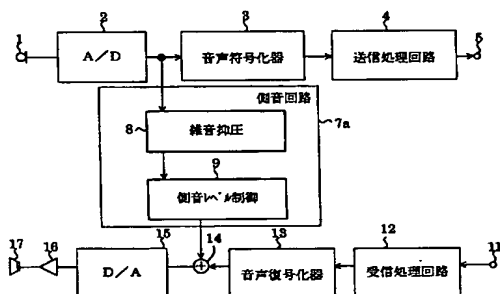 1
2
A/D
3
音声符号化器
4
送信処理回路
5
側音回路
7a
8
雑音抑圧
9
側音レベル制御
17
16
15
D/A
14
13
音声復号化器
12
受信処理回路
11